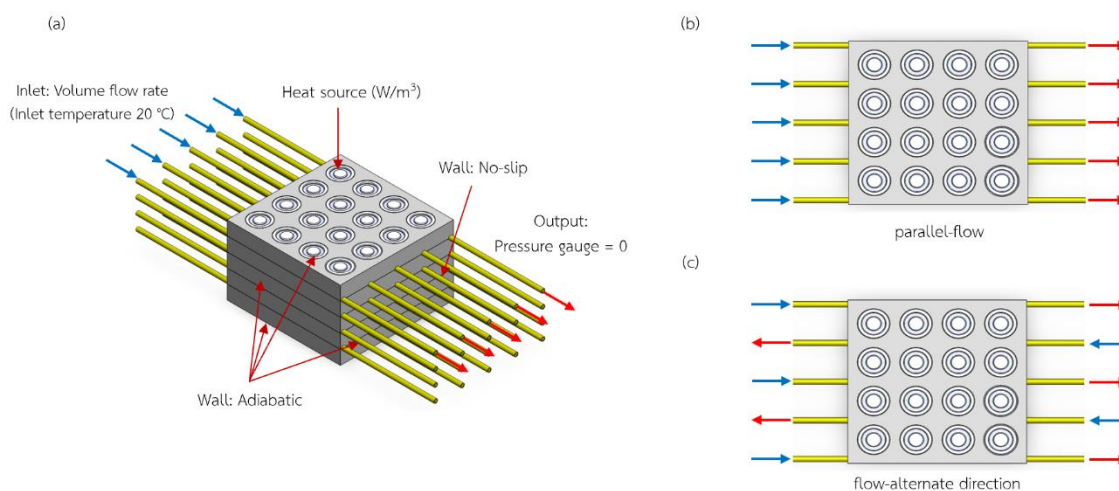 (a)
Inlet: Volume flow rate
(Inlet temperature 20 °C)
Heat source (W/m³)
Wall: No-slip
Output:
Pressure gauge = 0
Wall: Adiabatic
(b)
parallel-flow
(c)
flow-alternate direction